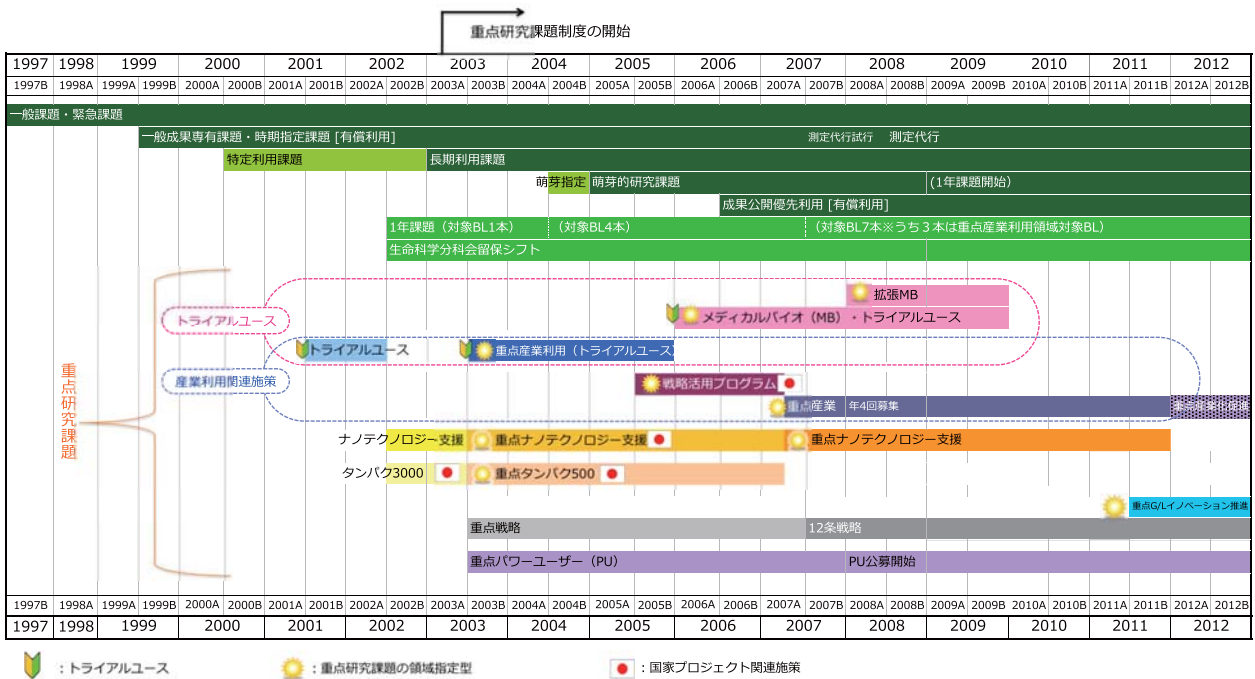 重点研究課題制度の開始
1997 1998 1999 2000 2001 2002 2003 2004 2005 2006 2007 2008 2009 2010 2011 2012
1997B 1998A 1999A 1999B 2000A 2000B 2001A 2001B 2002A 2002B 2003A 2003B 2004A 2004B 2005A 2005B 2006A 2006B 2007A 2007B 2008A 2008B 2009A 2009B 2010A 2010B 2011A 2011B 2012A 2012B
一般課題・緊急課題
一般成果専有課題・時期指定課題 [有償利用] 測定代行試行 測定代行
特定利用課題 長期利用課題
萌芽指定 萌芽的研究課題 (1年課題開始)
成果公開優先利用 [有償利用]
1年課題（対象BL1本） （対象BL4本） （対象BL7本※うち３本は重点産業利用領域対象BL）
生命科学分科会留保シフト
拡張MB
トライアルユース メディカルバイオ（MB）・トライアルユース
トライアルユース 重点産業利用（トライアルユース）
重点研究課題
産業利用関連施策 戦略活用プログラム
重点産業 年4回募集 重点産業化促進
ナノテクノロジー支援 重点ナノテクノロジー支援 重点ナノテクノロジー支援
タンパク3000 重点タンパク500
重点G/Lイノベーション推進
重点戦略 12条戦略
重点パワーユーザー（PU） PU公募開始
1997B 1998A 1999A 1999B 2000A 2000B 2001A 2001B 2002A 2002B 2003A 2003B 2004A 2004B 2005A 2005B 2006A 2006B 2007A 2007B 2008A 2008B 2009A 2009B 2010A 2010B 2011A 2011B 2012A 2012B
1997 1998 1999 2000 2001 2002 2003 2004 2005 2006 2007 2008 2009 2010 2011 2012
：トライアルユース ：重点研究課題の領域指定型 ：国家プロジェクト関連施策